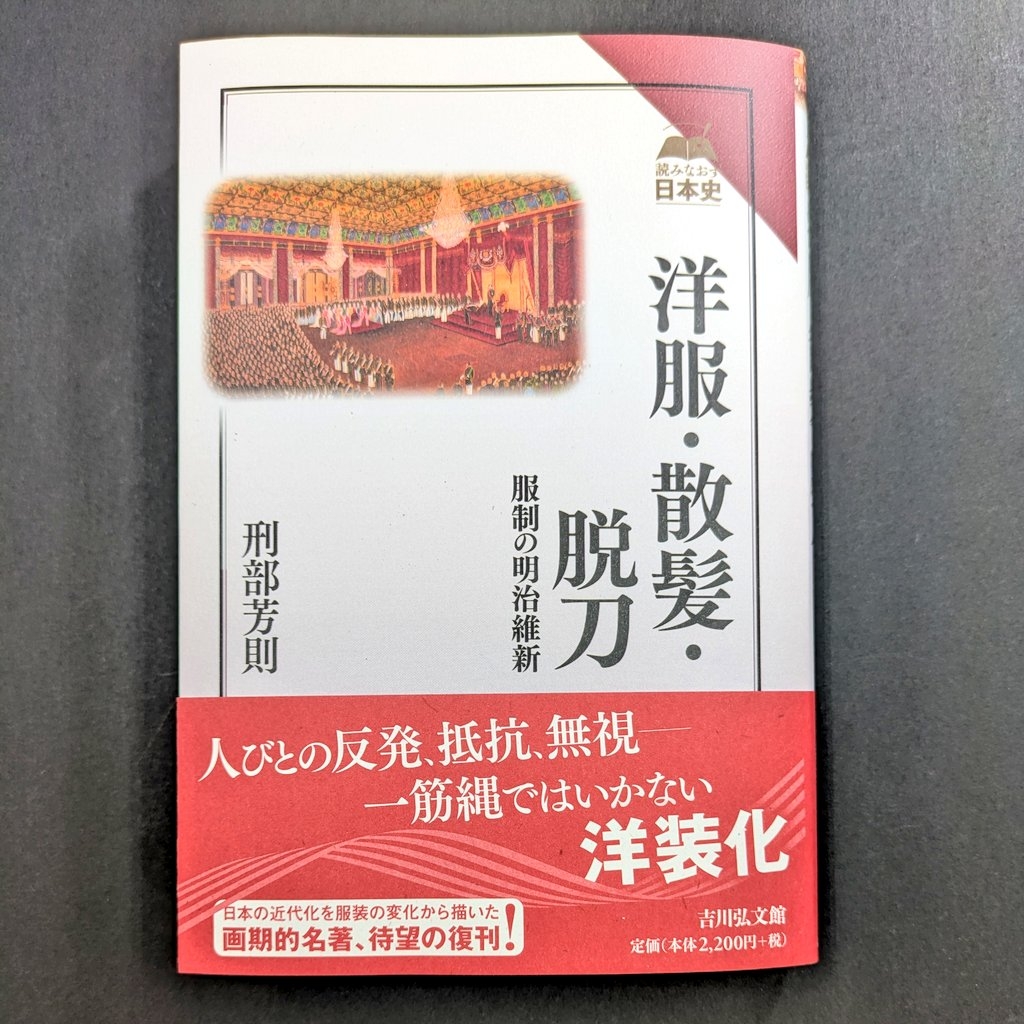 読みなおす
日本史
洋服・散髪・
脱刀
服制の明治維新
刑部芳則
人びとの反発、抵抗、無視――
一筋縄ではいかない
洋装化
日本の近代化を服装の変化から描いた
画期的名著、待望の復刊!
吉川弘文館
定価(本体2,200円+税)